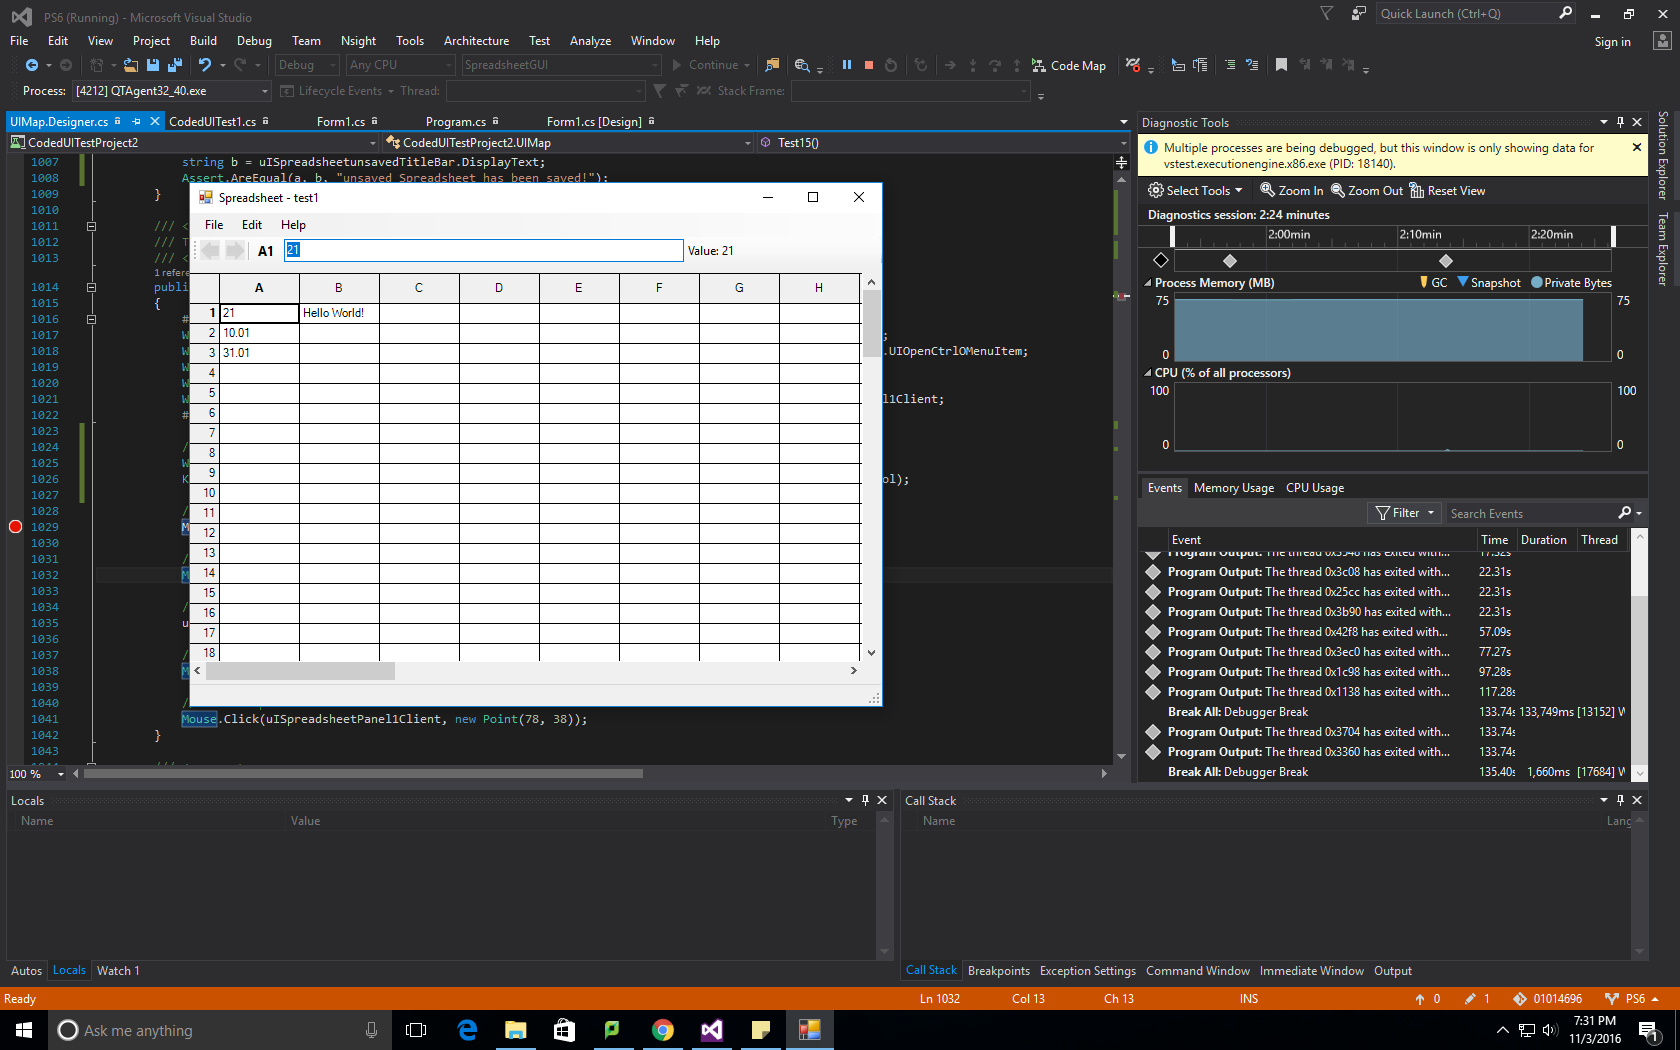 PS6 (Running) - Microsoft Visual Studio
Quick Launch (Ctrl+Q)
File Edit View Project Build Debug Team Nsight Tools Architecture Test Analyze Window Help
Sign in
Debug Any CPU SpreadsheetGUI Continue Code Map
Process: [4212] QTAgent32_40.exe Lifecycle Events Thread: Stack Frame:
UIMap.Designer.cs CodedUITest1.cs Form1.cs Program.cs Form1.cs [Design]
CodedUITestProject2 CodedUITestProject2.UIMap Test15()
1007 string b = uISpreadsheetunsavedTitleBar.DisplayText;
1008 Assert.AreEqual(a, b, "unsaved Spreadsheet has been saved!");
1009 }
1010
1011 /// <
1012 /// T
1013 /// <
1 refere
1014 publi
1015 {
1016 #
1017 W ;
1018 W .UIOpenCtrlOMenuItem;
1019 W
1020 W
1021 W l1Client;
1022 #
1023
1024 /
1025 W
1026 K ol);
1027
1028 /
1029 M
1030
1031 /
1032 M
1033
1034 /
1035 u
1036
1037 /
1038 M
1039
1040 /
1041 Mouse.Click(uISpreadsheetPanel1Client, new Point(78, 38));
1042 }
1043
100 %
Spreadsheet - test1
File Edit Help
A1 21 Value: 21
A B C D E F G H
1 21 Hello World!
2 10.01
3 31.01
4
5
6
7
8
9
10
11
12
13
14
15
16
17
18
Diagnostic Tools
Multiple processes are being debugged, but this window is only showing data for
vstest.executionengine.x86.exe (PID: 18140).
Select Tools Zoom In Zoom Out Reset View
Diagnostics session: 2:24 minutes
2:00min 2:10min 2:20min
Process Memory (MB) GC Snapshot Private Bytes
75 75
0 0
CPU (% of all processors)
100 100
0 0
Events Memory Usage CPU Usage
Filter Search Events
Event Time Duration Thread
Program Output: The thread 0x3548 has exited with... 17.32s
Program Output: The thread 0x3c08 has exited with... 22.31s
Program Output: The thread 0x25cc has exited with... 22.31s
Program Output: The thread 0x3b90 has exited with... 22.31s
Program Output: The thread 0x42f8 has exited with... 57.09s
Program Output: The thread 0x3ec0 has exited with... 77.27s
Program Output: The thread 0x1c98 has exited with... 97.28s
Program Output: The thread 0x1138 has exited with... 117.28s
Break All: Debugger Break 133.74s 133,749ms [13152] W
Program Output: The thread 0x3704 has exited with... 133.74s
Program Output: The thread 0x3360 has exited with... 133.74s
Break All: Debugger Break 135.40s 1,660ms [17684] W
Solution Explorer
Team Explorer
Locals
Name Value Type
Autos Locals Watch 1
Call Stack
Name Lang
Call Stack Breakpoints Exception Settings Command Window Immediate Window Output
Ready Ln 1032 Col 13 Ch 13 INS 0 1 01014696 PS6
Ask me anything
7:31 PM
11/3/2016
1